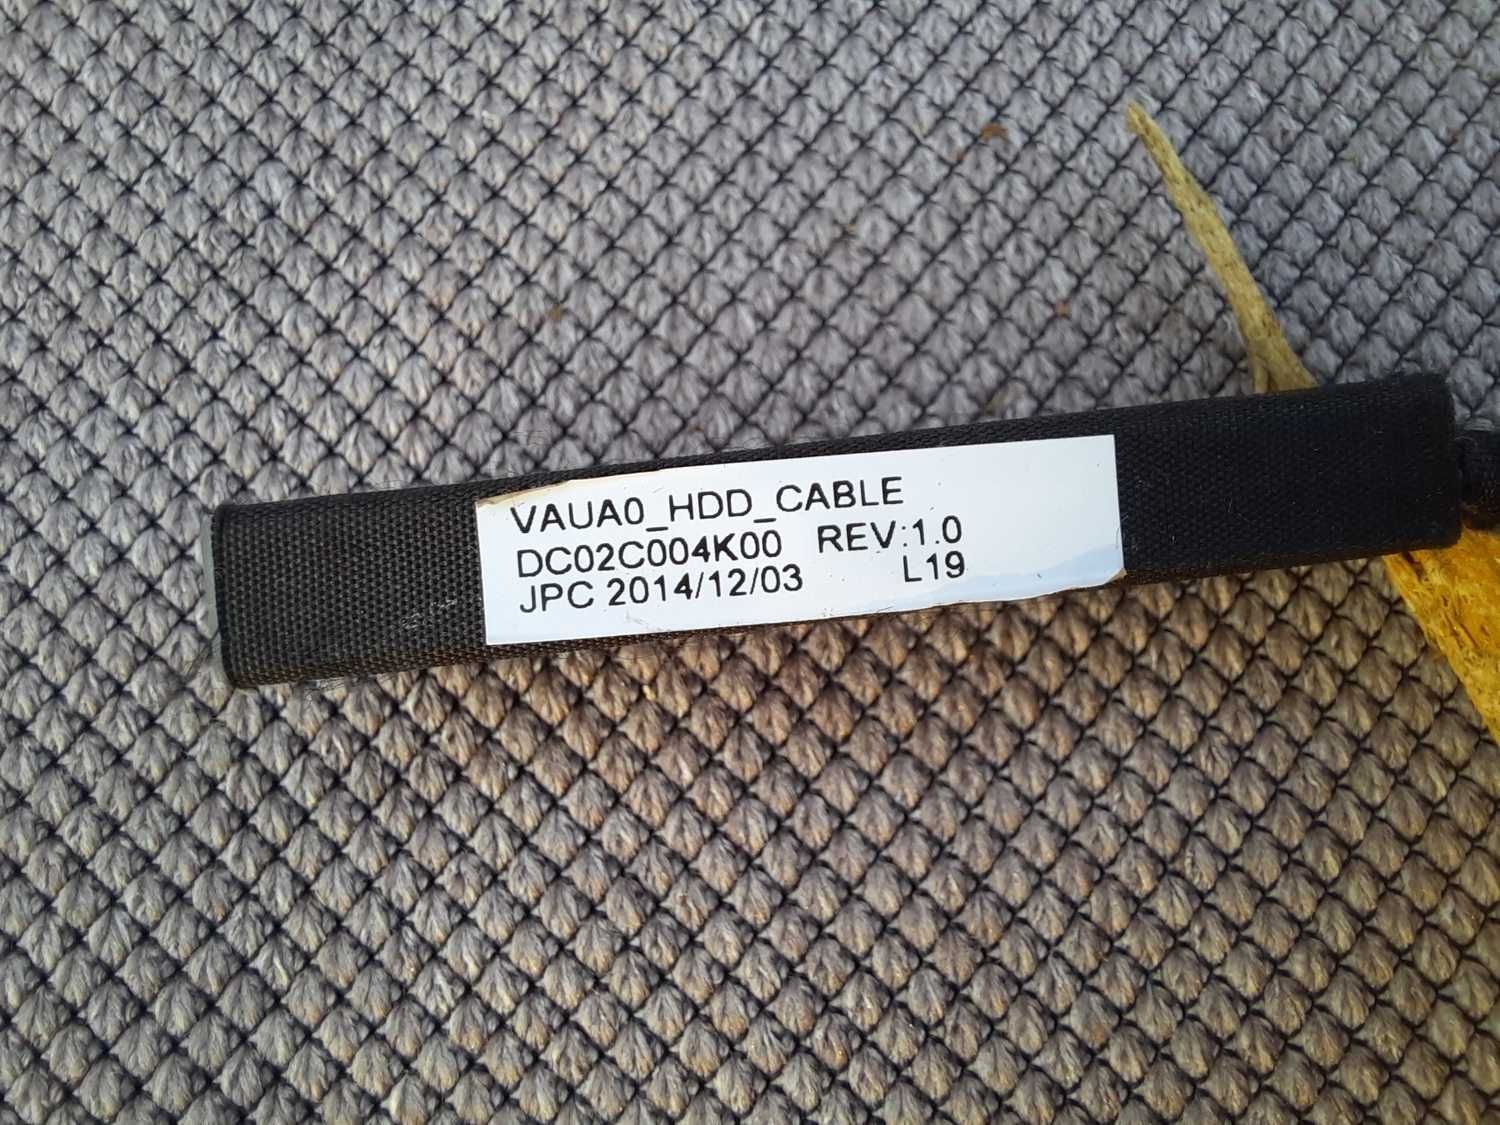 VAUA0_HDD_CABLE
DC02C004K00 REV:1.0
JPC 2014/12/03 L19